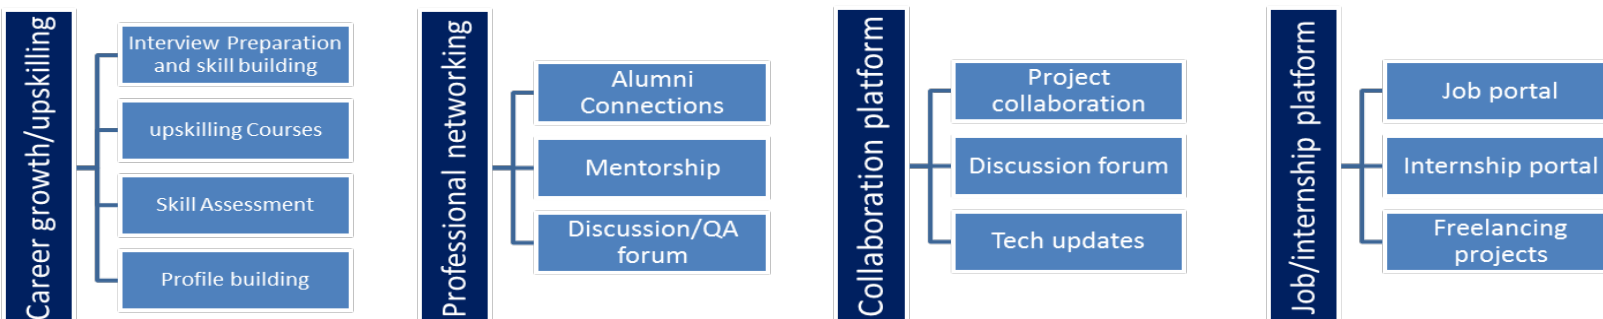 Career growth/upskilling
Interview Preparation
and skill building
upskilling Courses
Skill Assessment
Profile building
Professional networking
Alumni
Connections
Mentorship
Discussion/QA
forum
Collaboration platform
Project
collaboration
Discussion forum
Tech updates
Job/internship platform
Job portal
Internship portal
Freelancing
projects